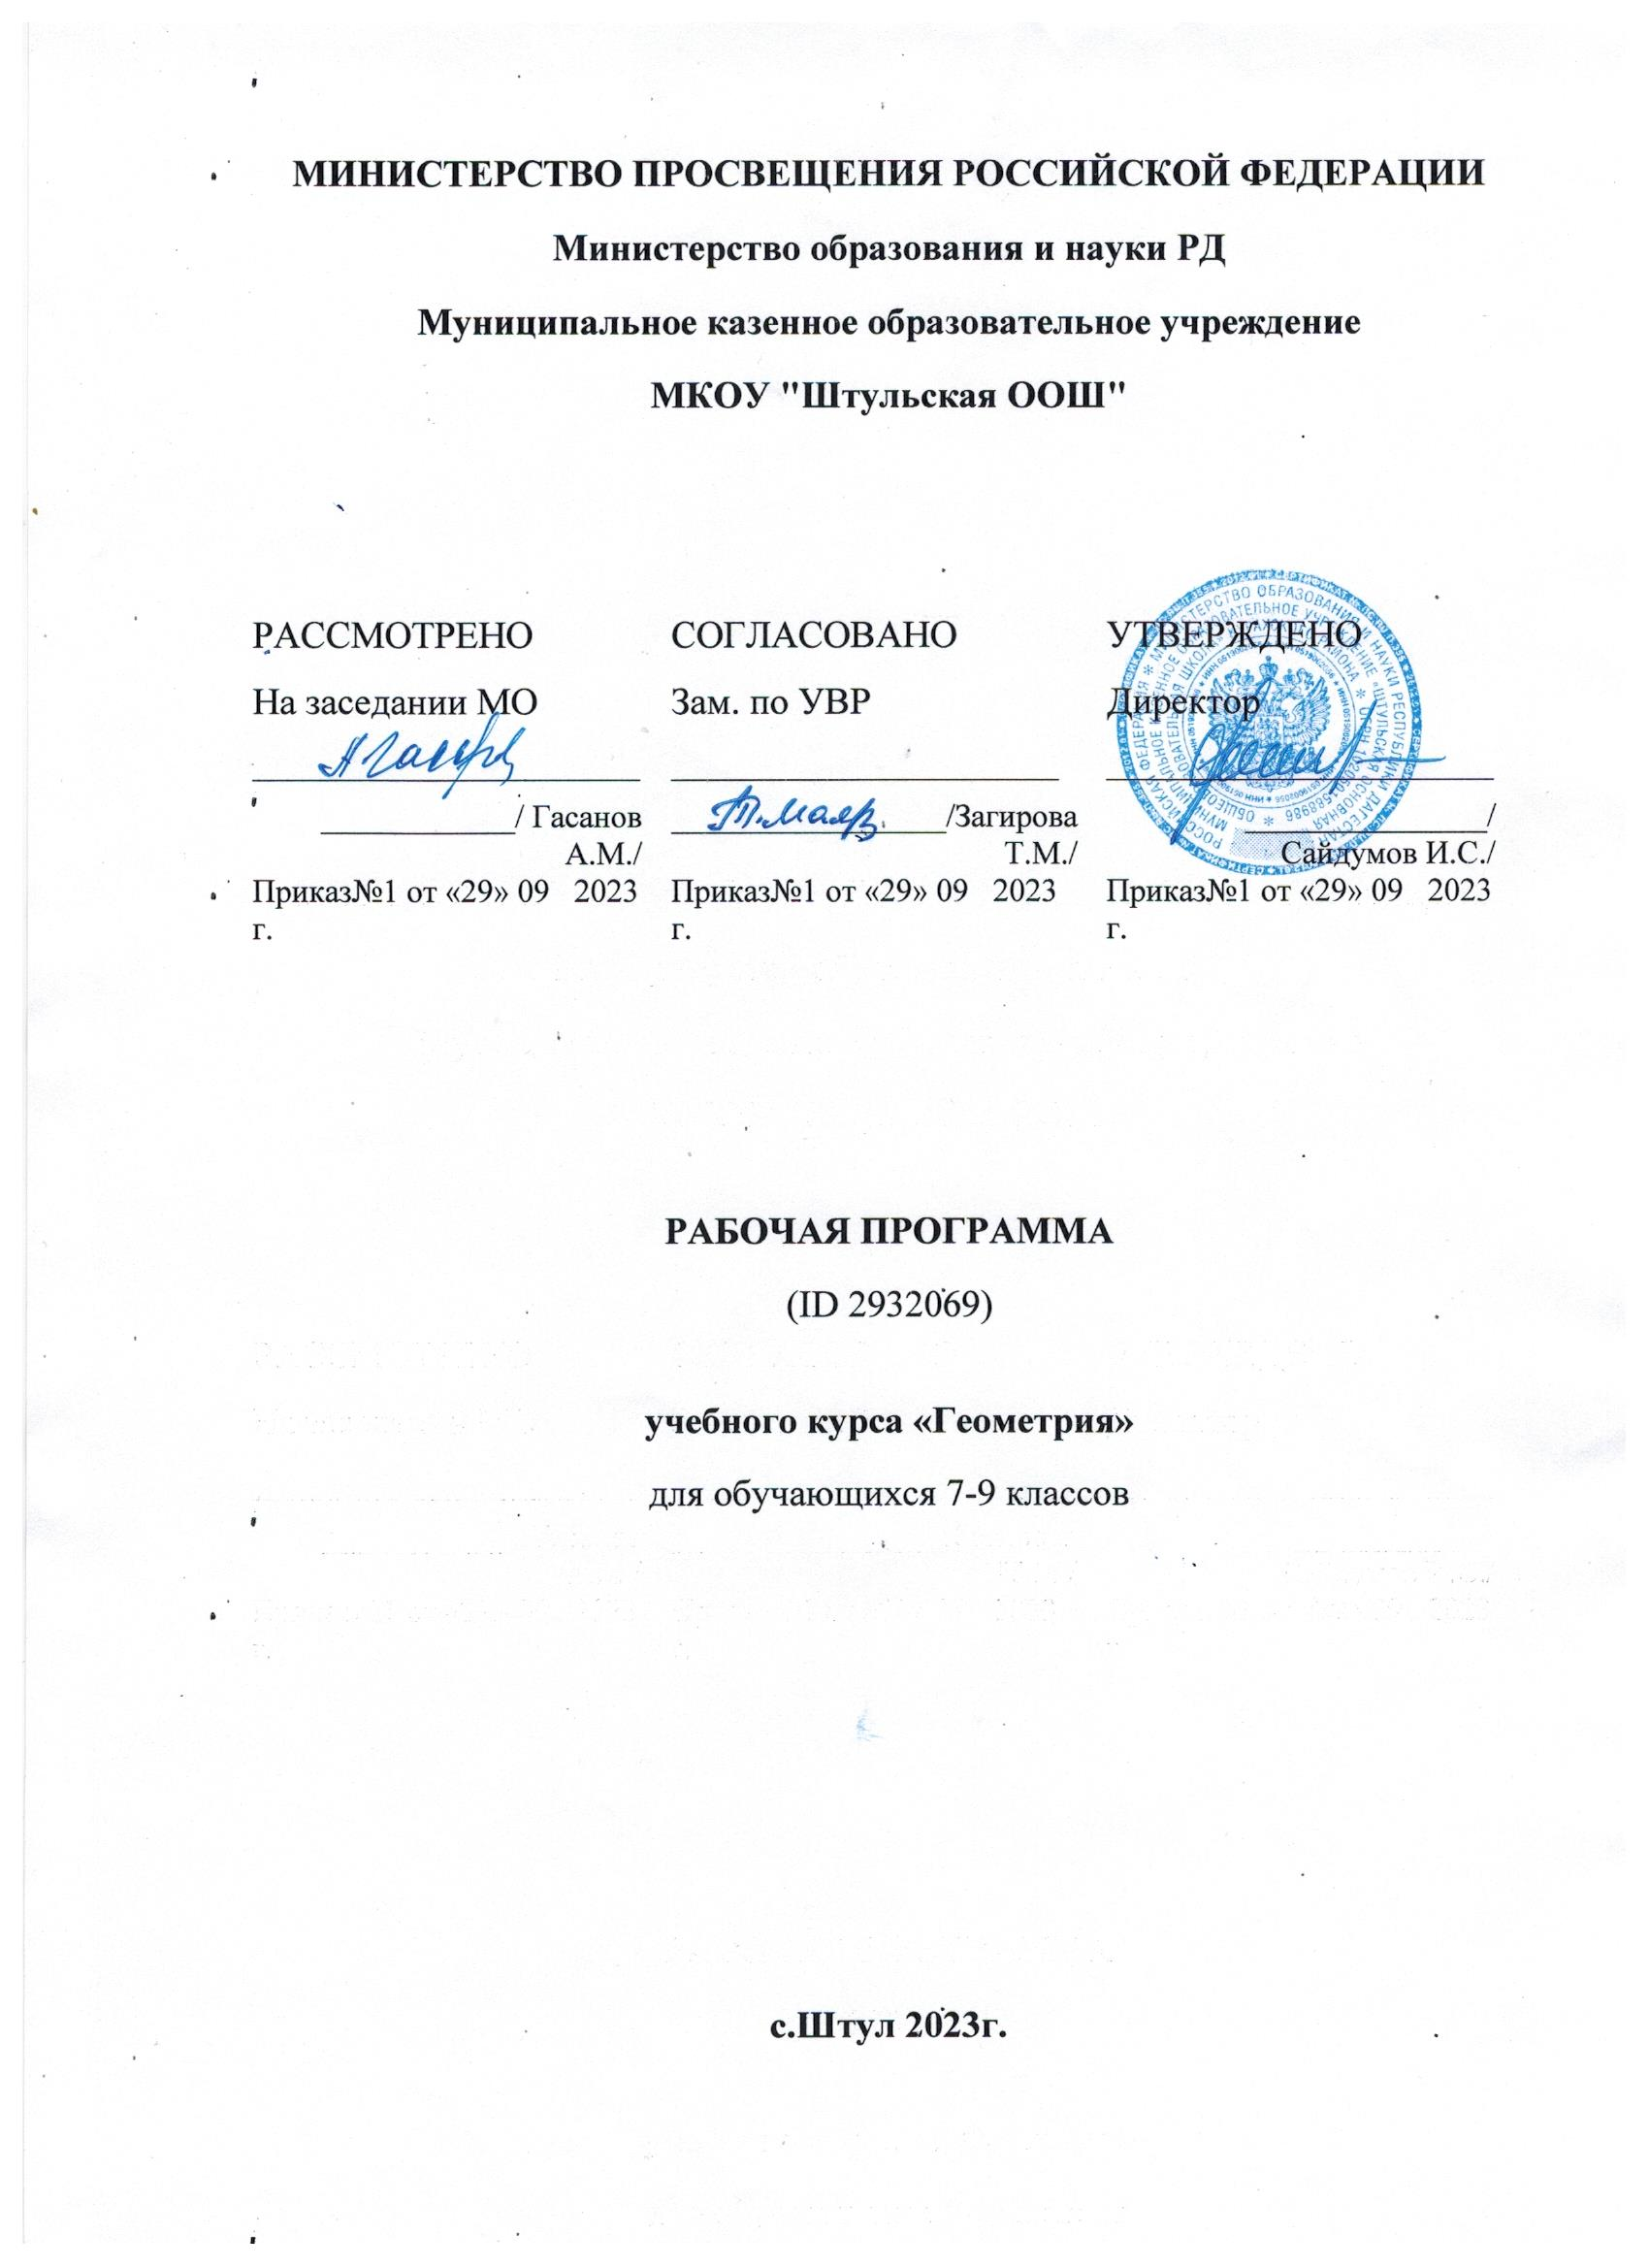 МИНИСТЕРСТВО ПРОСВЕЩЕНИЯ РОССИЙСКОЙ ФЕДЕРАЦИИ
Министерство образования и науки РД
Муниципальное казенное образовательное учреждение
МКОУ "Штульская ООШ"
РАССМОТРЕНО
На заседании МО
/ Гасанов
А.М./
Приказ№1 от «29» 09 2023
г.
СОГЛАСОВАНО
Зам. по УВР
/Загирова
Т.М./
Приказ№1 от «29» 09 2023
г.
УТВЕРЖДЕНО
Директор
/
Сайдумов И.С./
Приказ№1 от «29» 09 2023
г.
РАБОЧАЯ ПРОГРАММА
(ID 2932069)
учебного курса «Геометрия»
для обучающихся 7-9 классов
с.Штул 2023г.